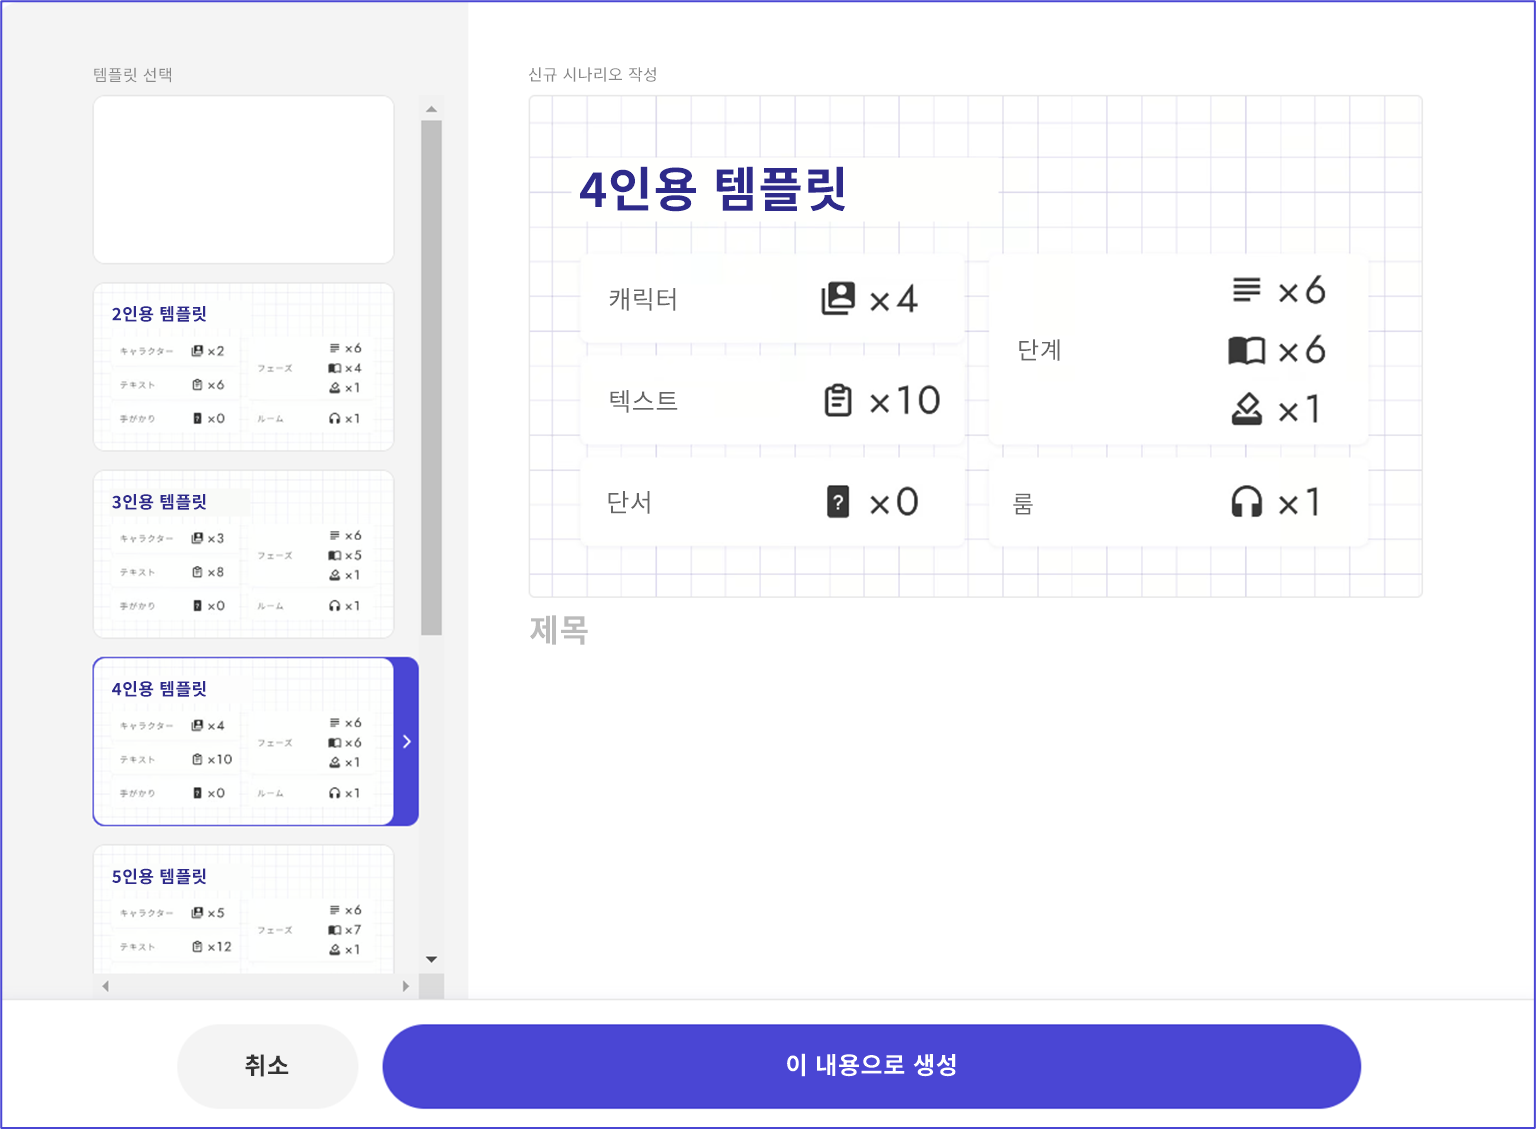 템플릿 선택
2인용 템플릿
キャラクター ×2
テキスト ×6
手がかり ? ×0
フェーズ ×6
×4
×1
ルーム ×1
3인용 템플릿
キャラクター ×3
テキスト ×8
手がかり ? ×0
フェーズ ×6
×5
×1
ルーム ×1
4인용 템플릿
キャラクター ×4
テキスト ×10
手がかり ? ×0
フェーズ ×6
×6
×1
ルーム ×1
5인용 템플릿
キャラクター ×5
テキスト ×12
フェーズ ×6
×7
×1
신규 시나리오 작성
4인용 템플릿
캐릭터 ×4
텍스트 ×10
단서 ? ×0
단계 ×6
×6
×1
룸 ×1
제목
취소
이 내용으로 생성